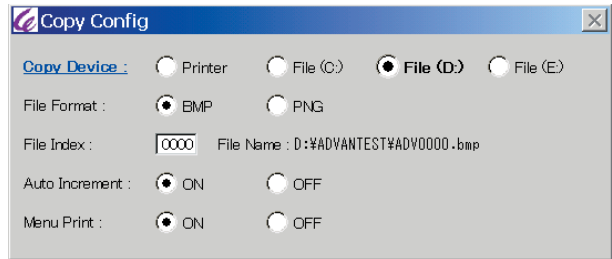 Copy Config
Copy Device : Printer File (C:) File (D:) File (E:)
File Format : BMP PNG
File Index : 0000 File Name : D:¥ADVANTEST¥ADV0000.bmp
Auto Increment : ON OFF
Menu Print : ON OFF